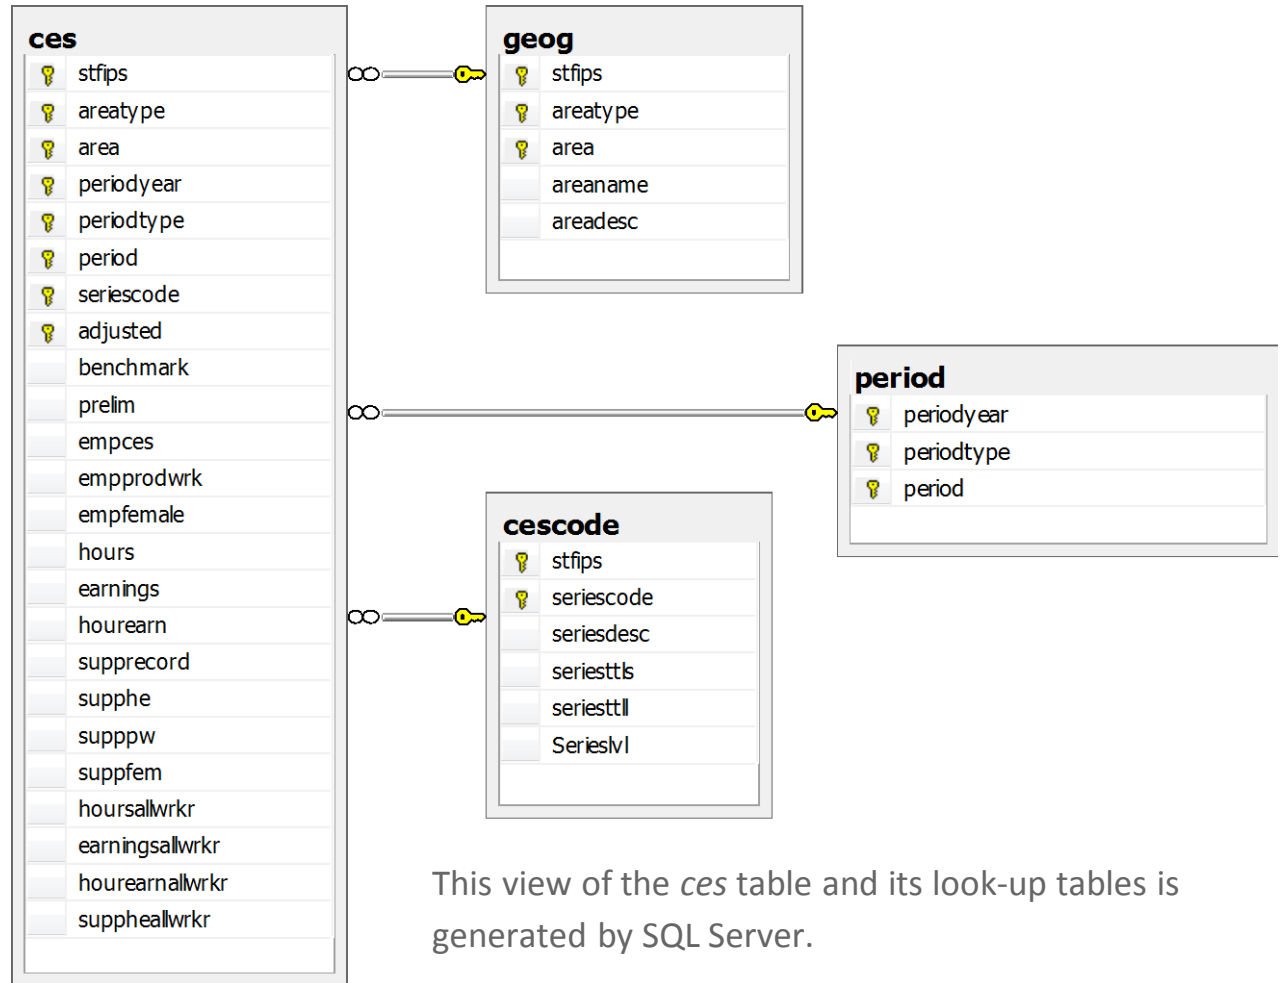 ces
stfips
areatype
area
periodyear
periodtype
period
seriescode
adjusted
benchmark
prelim
empces
empprodwrk
empfemale
hours
earnings
hourearn
supprecord
supphe
supppw
suppfem
hoursallwrkr
earningsallwrkr
hourearnallwrkr
suppheallwrkr
geog
stfips
areatype
area
areaname
areadesc
period
periodyear
periodtype
period
cescode
stfips
seriescode
seriesdesc
seriesttls
seriesttll
Serieslvl
This view of the ces table and its look-up tables is
generated by SQL Server.